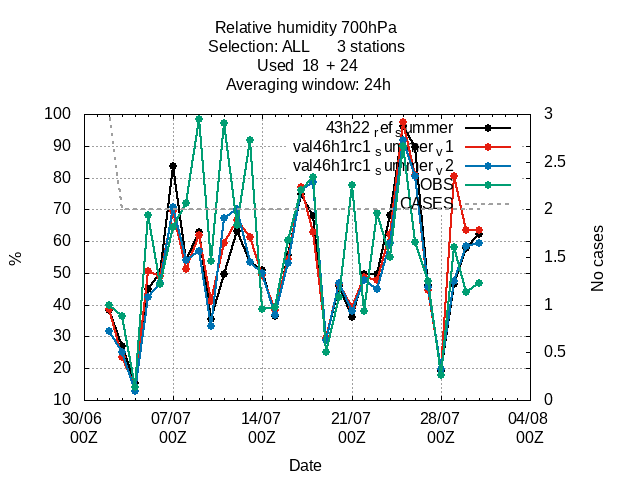 Relative humidity 700hPa
Selection: ALL 3 stations
Used 18 + 24
Averaging window: 24h
100
90
80
70
60
50
40
30
20
10
3
2.5
2
1.5
1
0.5
0
43h22_ref_summer
val46h1rc1_summer_v1
val46h1rc1_summer_v2
OBS
CASES
%
No cases
30/06 07/07 14/07 21/07 28/07 04/08
00Z 00Z 00Z 00Z 00Z 00Z
Date